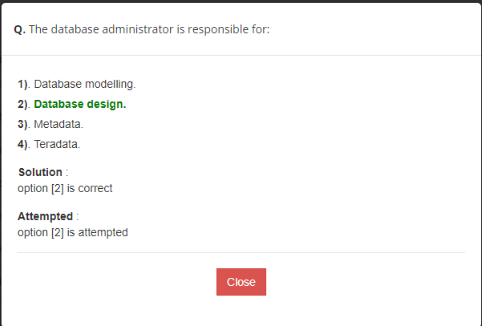 Q. The database administrator is responsible for:
1). Database modelling.
2). Database design.
3). Metadata.
4). Teradata.
Solution :
option [2] is correct
Attempted :
option [2] is attempted
Close